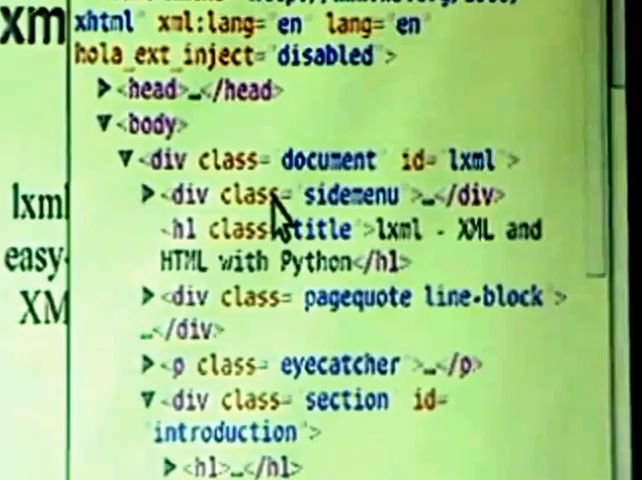 xm
xhtml" xml:lang="en" lang="en"
hola_ext_inject="disabled">
▶<head>…</head>
▼<body>
▼<div class="document" id="lxml">
▶<div class="sidemenu">…</div>
<h1 class="title">lxml - XML and
HTML with Python</h1>
▶<div class="pagequote line-block">
…</div>
▶<p class="eyecatcher">…</p>
▼<div class="section" id=
"introduction">
▶<h1>…</h1>
lxml
easy-
XM